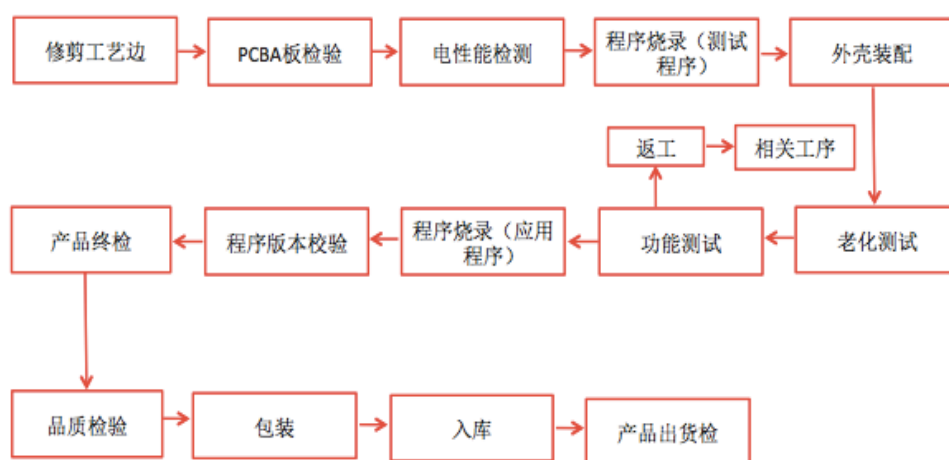 修剪工艺边
PCBA板检验
电性能检测
程序烧录（测试
程序）
外壳装配
返工
相关工序
产品终检
程序版本校验
程序烧录（应用
程序）
功能测试
老化测试
品质检验
包装
入库
产品出货检